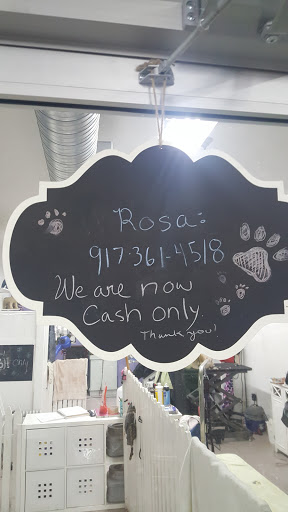 Rosa:
917-361-4518
We are now
Cash only.
Thank you!